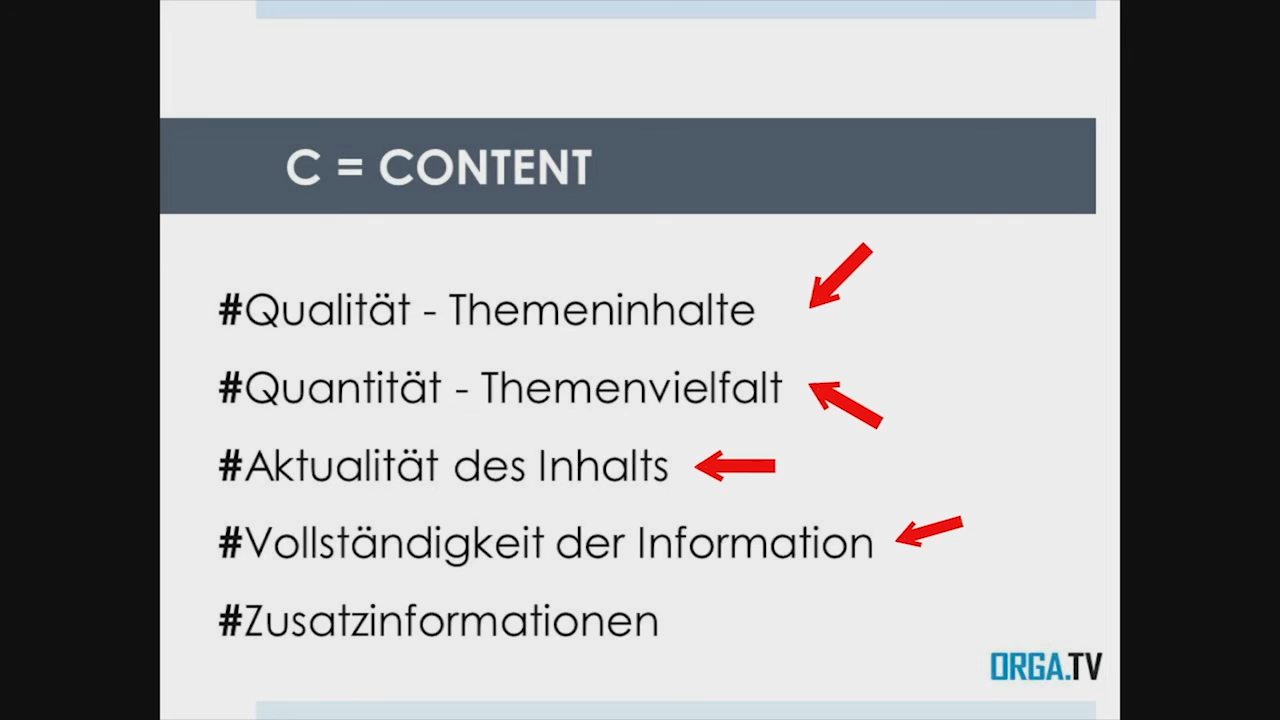 C = CONTENT
#Qualität - Themeninhalte
#Quantität - Themenvielfalt
#Aktualität des Inhalts
#Vollständigkeit der Information
#Zusatzinformationen
ORGA.TV